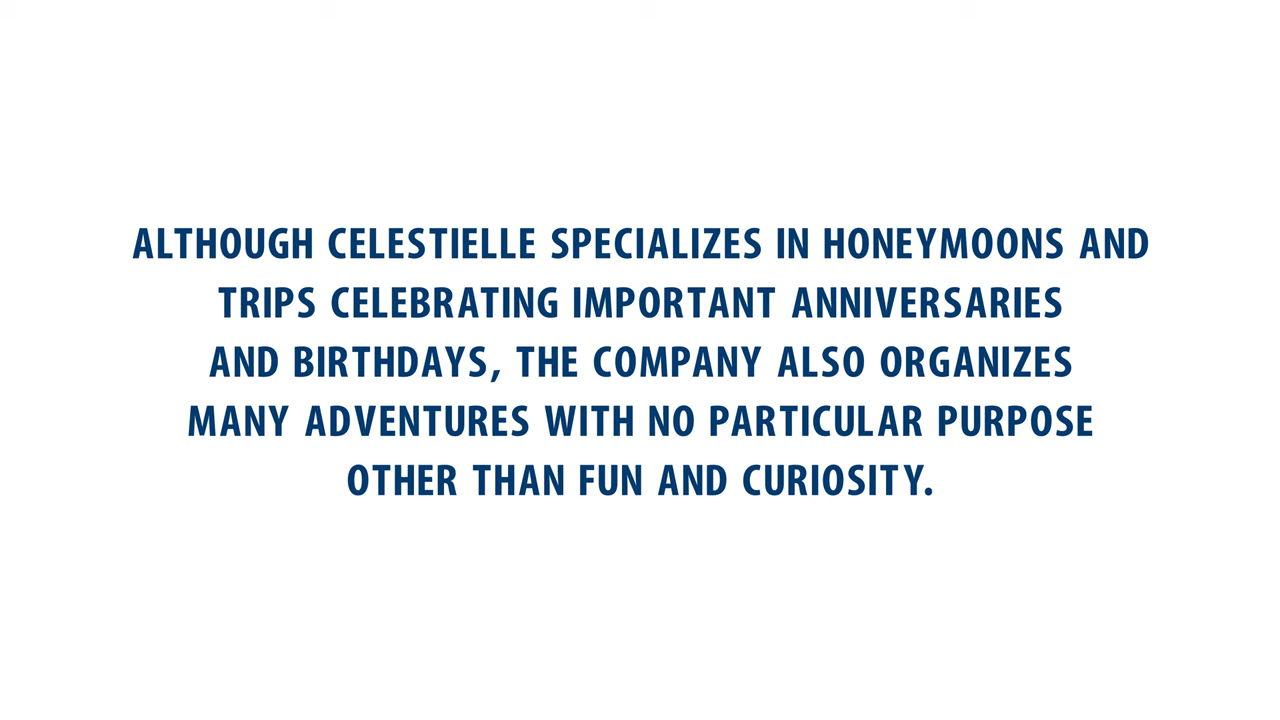 ALTHOUGH CELESTIELLE SPECIALIZES IN HONEYMOONS AND
TRIPS CELEBRATING IMPORTANT ANNIVERSARIES
AND BIRTHDAYS, THE COMPANY ALSO ORGANIZES
MANY ADVENTURES WITH NO PARTICULAR PURPOSE
OTHER THAN FUN AND CURIOSITY.